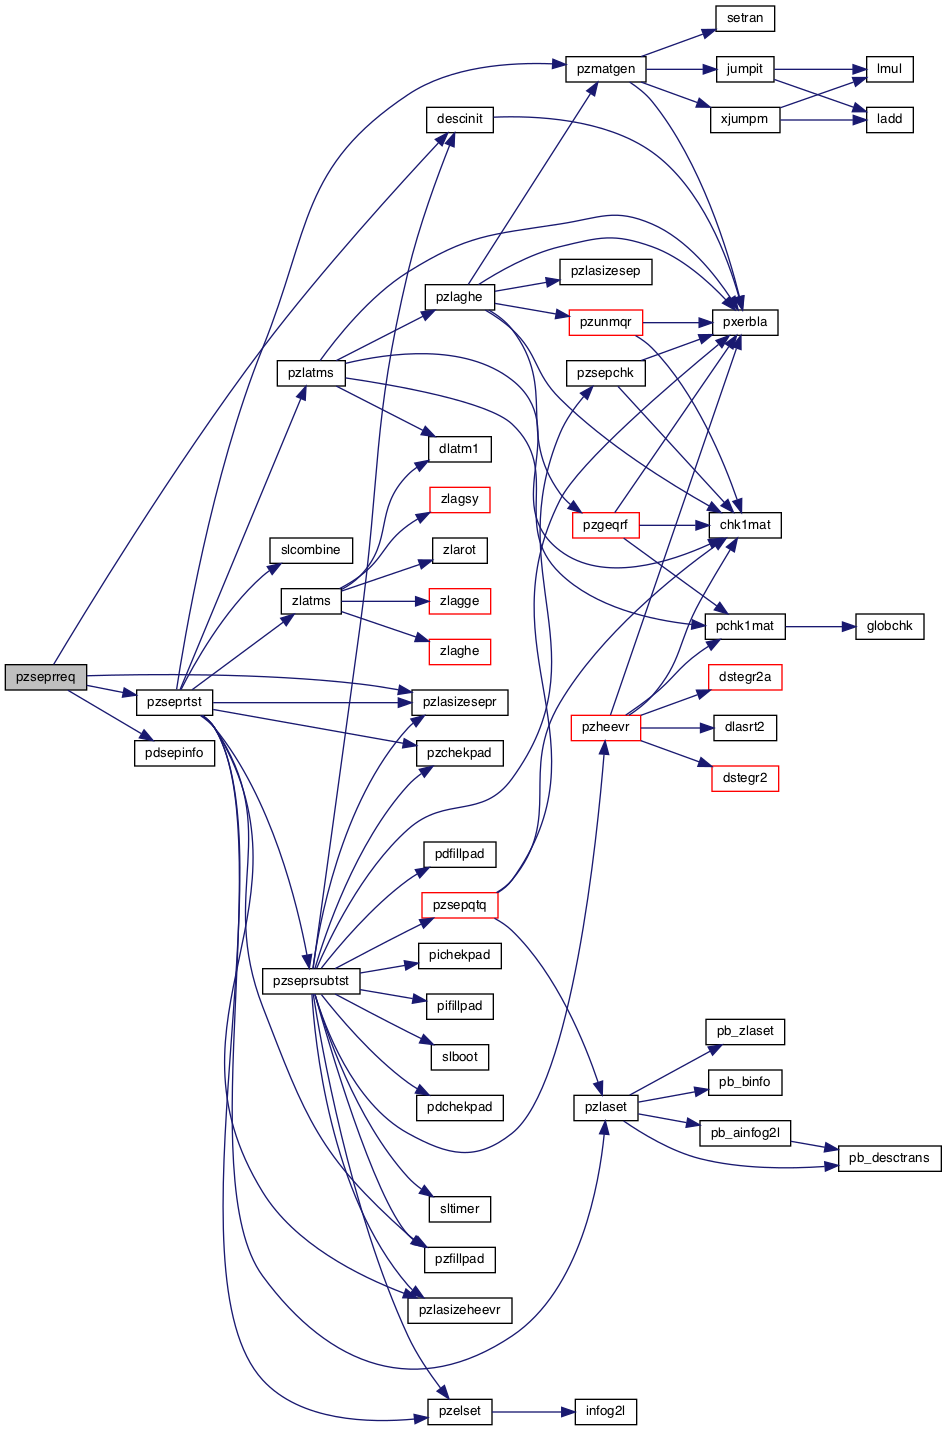 setran
pzmatgen
jumpit
lmul
descinit
xjumpm
ladd
pzlasizesep
pzlaghe
pzunmqr
pxerbla
pzlatms
pzsepchk
dlatm1
zlagsy
pzgeqrf
chk1mat
slcombine
zlarot
zlatms
zlagge
pchk1mat
globchk
zlaghe
pzseprreq
dstegr2a
pzseprtst
pzlasizesepr
pzheevr
dlasrt2
pdsepinfo
pzchekpad
dstegr2
pdfillpad
pzsepqtq
pichekpad
pzseprsubtst
pifillpad
pb_zlaset
slboot
pb_binfo
pdchekpad
pzlaset
pb_ainfog2l
pb_desctrans
sltimer
pzfillpad
pzlasizeheevr
pzelset
infog2l